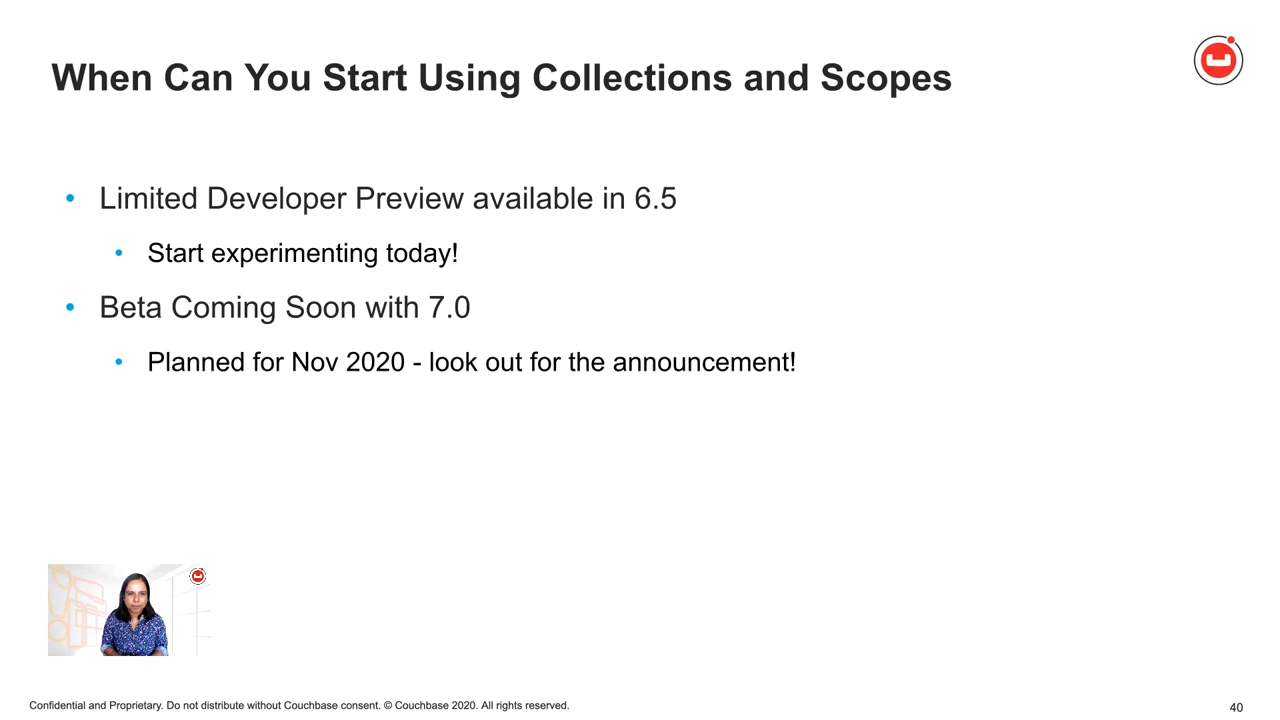 When Can You Start Using Collections and Scopes
• Limited Developer Preview available in 6.5
• Start experimenting today!
• Beta Coming Soon with 7.0
• Planned for Nov 2020 - look out for the announcement!
Confidential and Proprietary. Do not distribute without Couchbase consent. © Couchbase 2020. All rights reserved.
40